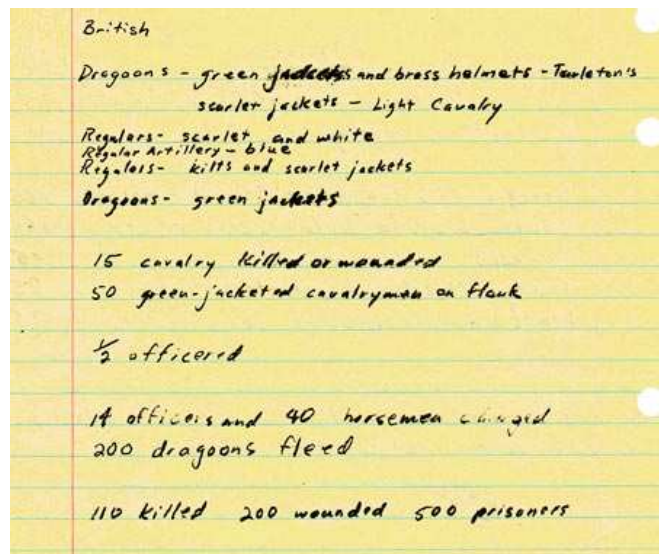 British
Dragoons - green jackets and brass helmets - Tarleton's
scarlet jackets - Light Cavalry
Regulars - scarlet and white
Regular Artillery - blue
Regulars - kilts and scarlet jackets
Dragoons - green jackets
15 cavalry killed or wounded
50 green-jacketed cavalrymen on flank
1/2 officered
14 officers and 40 horsemen charged
200 dragoons fleed
110 killed 200 wounded 500 prisoners